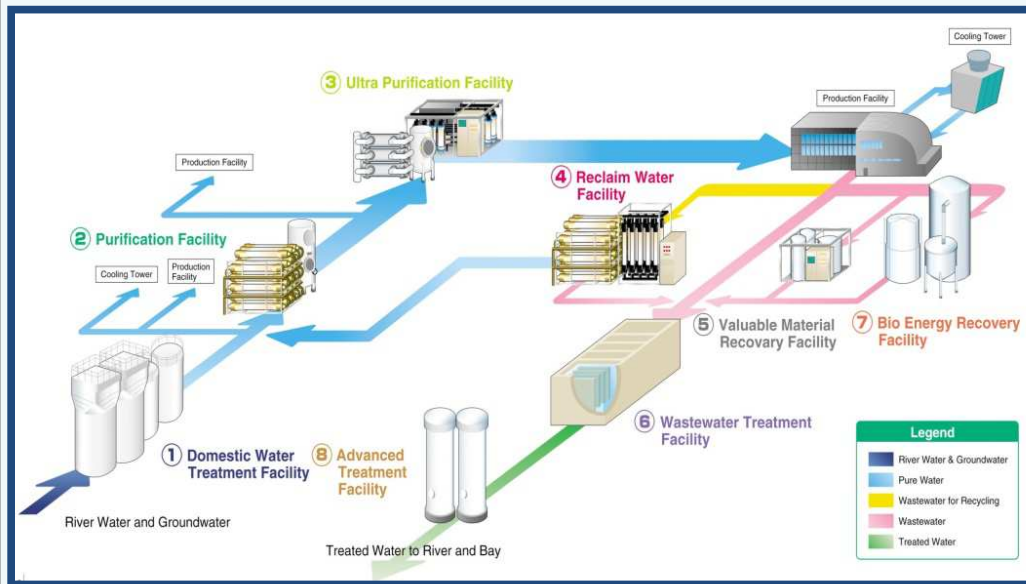 Cooling Tower
③ Ultra Purification Facility
Production Facility
Production Facility
④ Reclaim Water
Facility
② Purification Facility
Cooling Tower
Production
Facility
⑤ Valuable Material
Recovary Facility
⑦ Bio Energy Recovery
Facility
⑥ Wastewater Treatment
Facility
① Domestic Water
Treatment Facility
⑧ Advanced
Treatment
Facility
River Water and Groundwater
Treated Water to River and Bay
Legend
River Water & Groundwater
Pure Water
Wastewater for Recycling
Wastewater
Treated Water